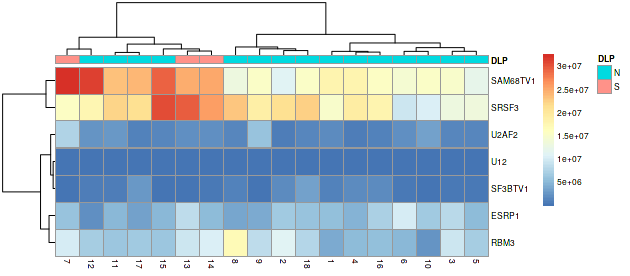 DLP
DLP
SAM68TV1
3e+07
N
2.5e+07
S
SRSF3
2e+07
U2AF2
1.5e+07
U12
1e+07
SF3BTV1
5e+06
ESRP1
RBM3
7 12 11 17 15 13 14 8 9 2 18 1 4 16 6 10 3 5